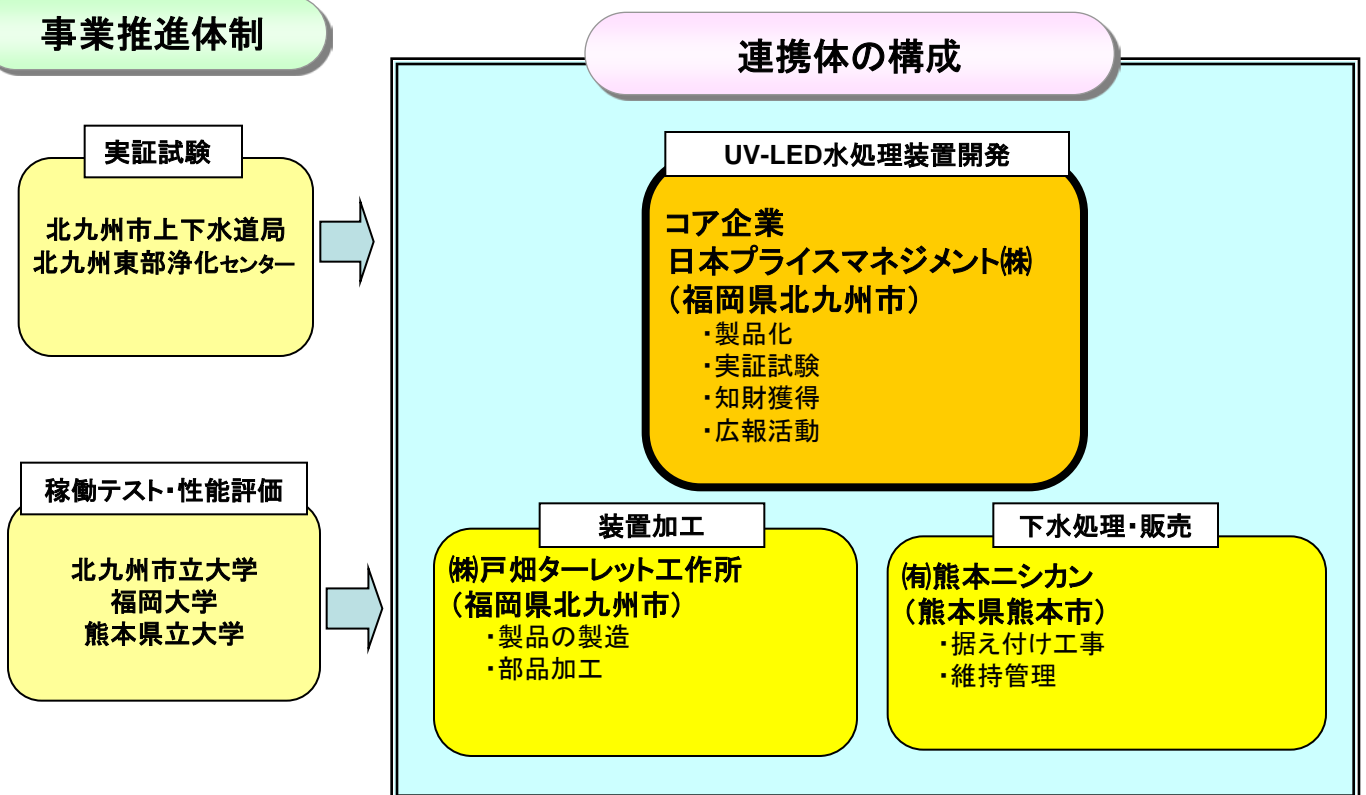 事業推進体制
連携体の構成
実証試験
北九州市上下水道局
北九州東部浄化センター
稼働テスト・性能評価
北九州市立大学
福岡大学
熊本県立大学
UV-LED水処理装置開発
コア企業
日本プライスマネジメント㈱
（福岡県北九州市）
・製品化
・実証試験
・知財獲得
・広報活動
装置加工
㈱戸畑ターレット工作所
（福岡県北九州市）
・製品の製造
・部品加工
下水処理・販売
㈲熊本ニシカン
（熊本県熊本市）
・据え付け工事
・維持管理